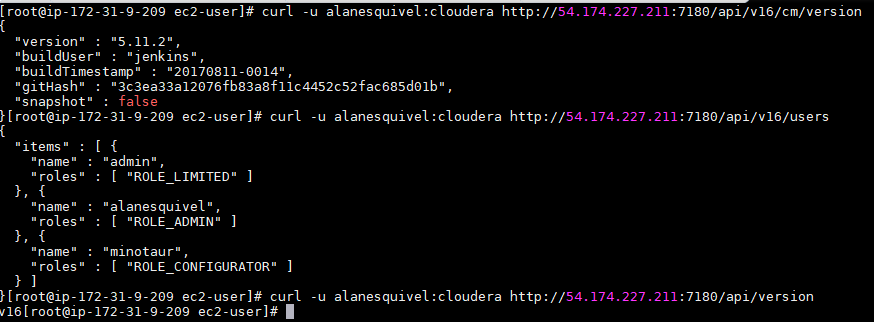 [root@ip-172-31-9-209 ec2-user]# curl -u alanesquivel:cloudera http://54.174.227.211:7180/api/v16/cm/version
{
  "version" : "5.11.2",
  "buildUser" : "jenkins",
  "buildTimestamp" : "20170811-0014",
  "gitHash" : "3c3ea33a12076fb83a8f11c4452c52fac685d01b",
  "snapshot" : false
}[root@ip-172-31-9-209 ec2-user]# curl -u alanesquivel:cloudera http://54.174.227.211:7180/api/v16/users
{
  "items" : [ {
    "name" : "admin",
    "roles" : [ "ROLE_LIMITED" ]
  }, {
    "name" : "alanesquivel",
    "roles" : [ "ROLE_ADMIN" ]
  }, {
    "name" : "minotaur",
    "roles" : [ "ROLE_CONFIGURATOR" ]
  } ]
}[root@ip-172-31-9-209 ec2-user]# curl -u alanesquivel:cloudera http://54.174.227.211:7180/api/version
v16[root@ip-172-31-9-209 ec2-user]#